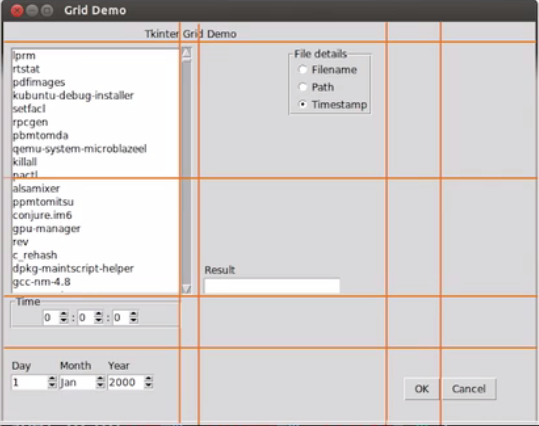 Grid Demo
Tkinter Grid Demo
lprm
rtstat
pdfimages
kubuntu-debug-installer
setfacl
rpcgen
pbmtomda
qemu-system-microblazeel
killall
pactl
alsamixer
ppmtomitsu
conjure.im6
gpu-manager
rev
c_rehash
dpkg-maintscript-helper
gcc-nm-4.8
File details
Filename
Path
Timestamp
Result
Time
0 : 0 : 0
Day Month Year
1 Jan 2000
OK Cancel